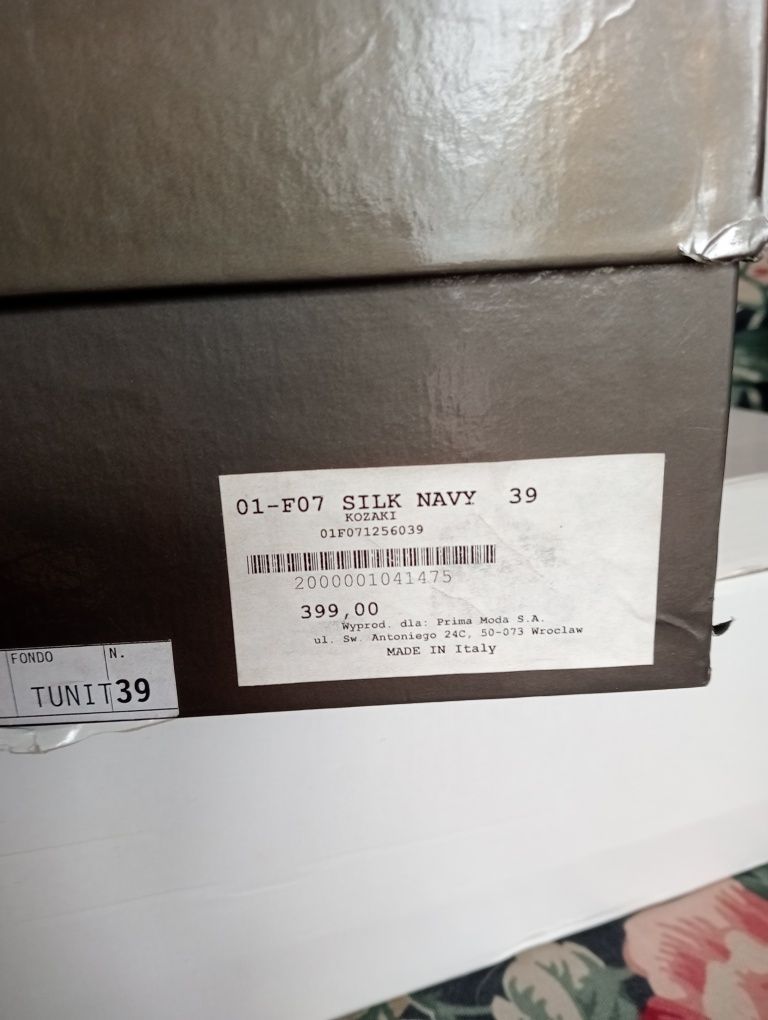 01-F07 SILK NAVY 39
KOZAKI
01F071256039
2000001041475
399,00
Wyprod. dla: Prima Moda S.A.
ul. Sw. Antoniego 24C, 50-073 Wroclaw
MADE IN Italy
FONDO N.
TUNIT 39